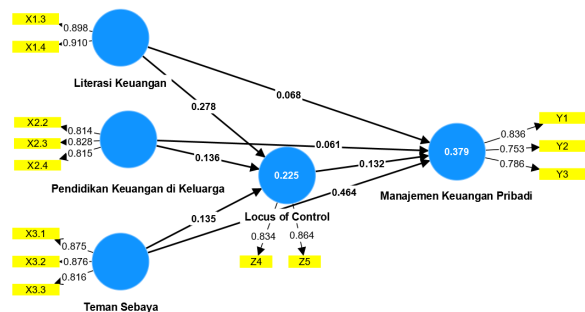 X1.3
0.898
X1.4
0.910
Literasi Keuangan
0.278
0.068
X2.2
0.814
X2.3
0.828
X2.4
0.815
Pendidikan Keuangan di Keluarga
0.136
0.061
0.225
0.132
0.464
Locus of Control
0.135
0.834
0.864
Z4
Z5
0.379
Manajemen Keuangan Pribadi
0.836
Y1
0.753
Y2
0.786
Y3
X3.1
0.875
X3.2
0.876
X3.3
0.816
Teman Sebaya